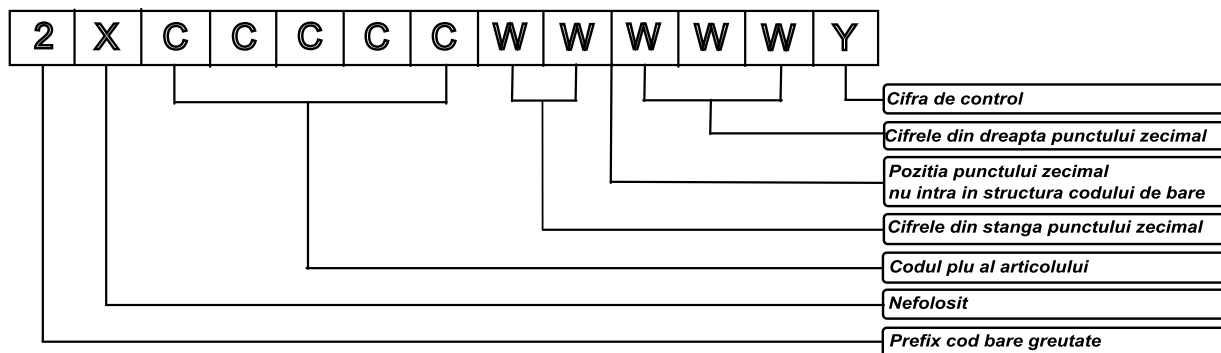 2 X C C C C C W W W W W Y
Cifra de control
Cifrele din dreapta punctului zecimal
Pozitia punctului zecimal
nu intra in structura codului de bare
Cifrele din stanga punctului zecimal
Codul plu al articolului
Nefolosit
Prefix cod bare greutate